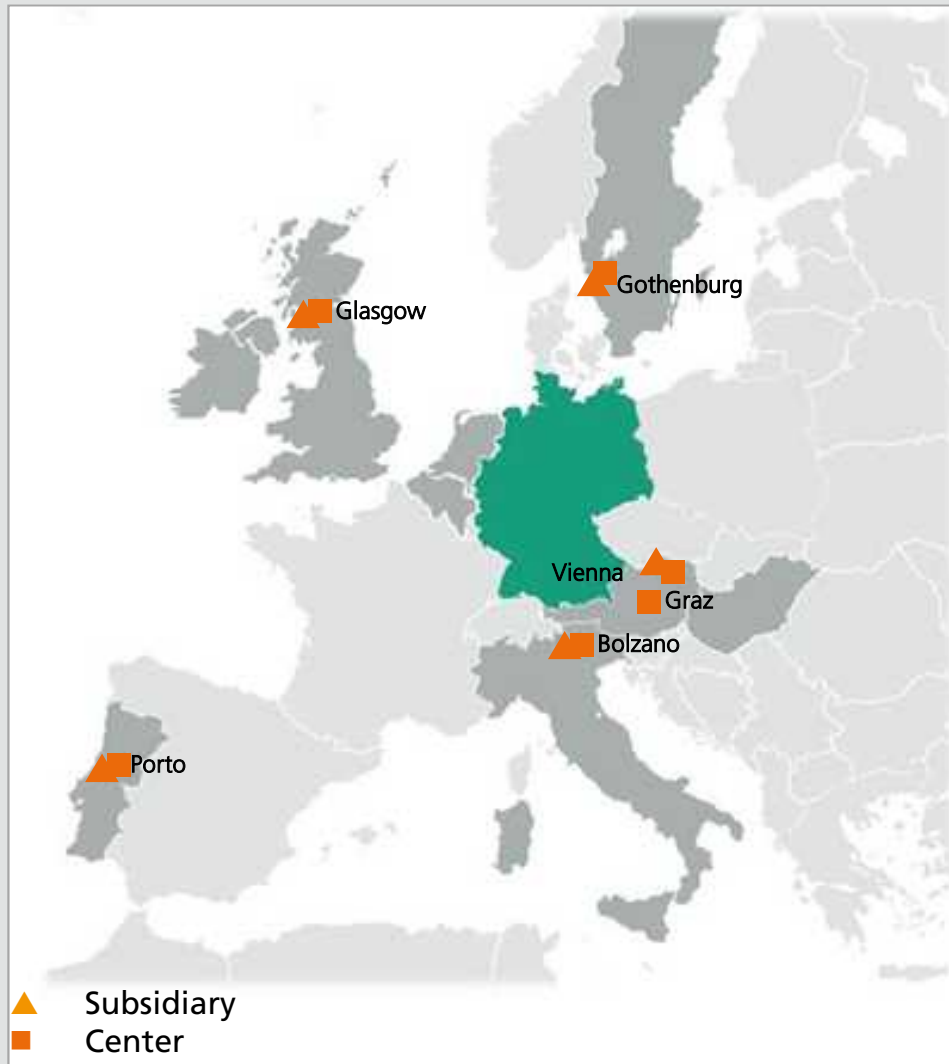 Gothenburg
Glasgow
Vienna
Graz
Bolzano
Porto
Subsidiary
Center